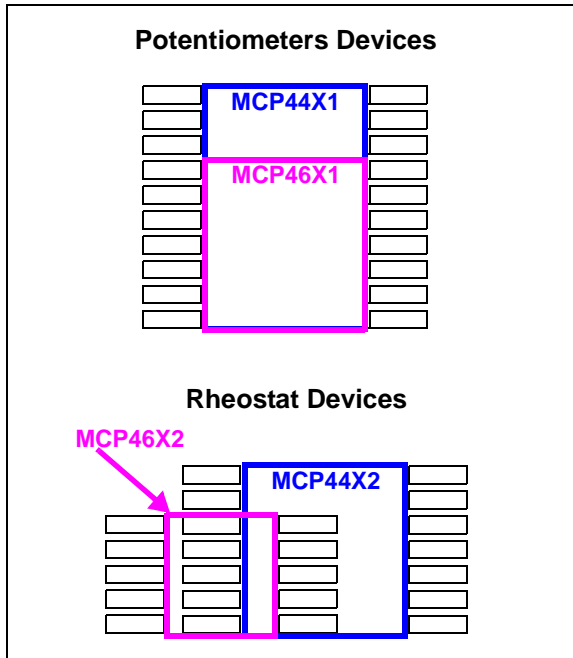 Potentiometers Devices
MCP44X1
MCP46X1
Rheostat Devices
MCP46X2
MCP44X2